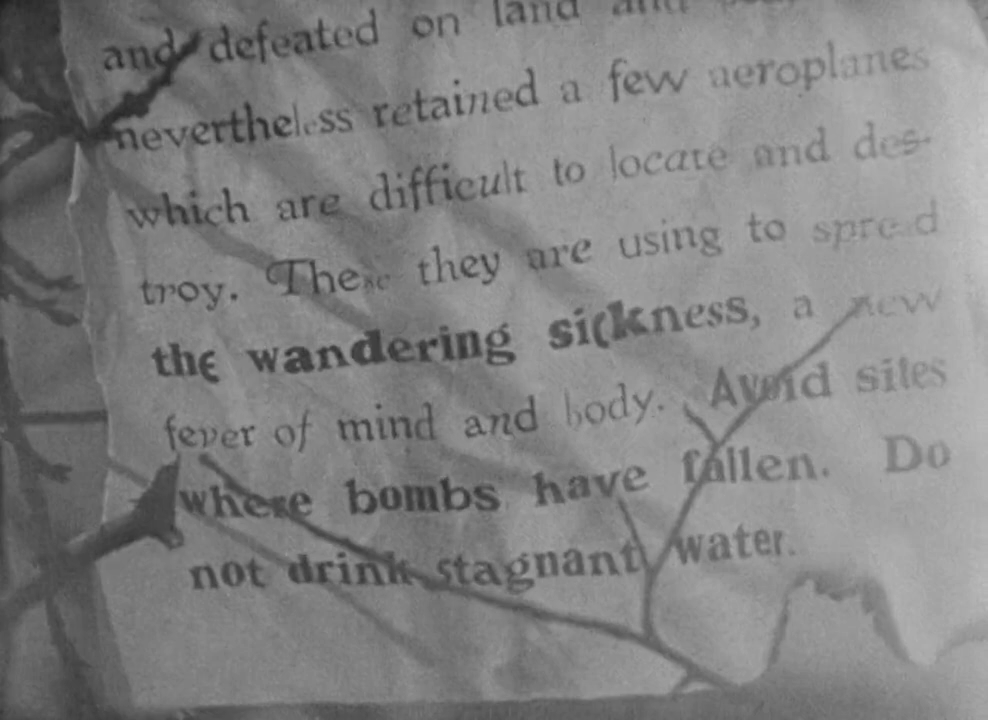 and defeated on land and
nevertheless retained a few aeroplanes
which are difficult to locate and des-
troy. These they are using to spread
the wandering sickness, a new
fever of mind and body. Avoid sites
where bombs have fallen. Do
not drink stagnant water.